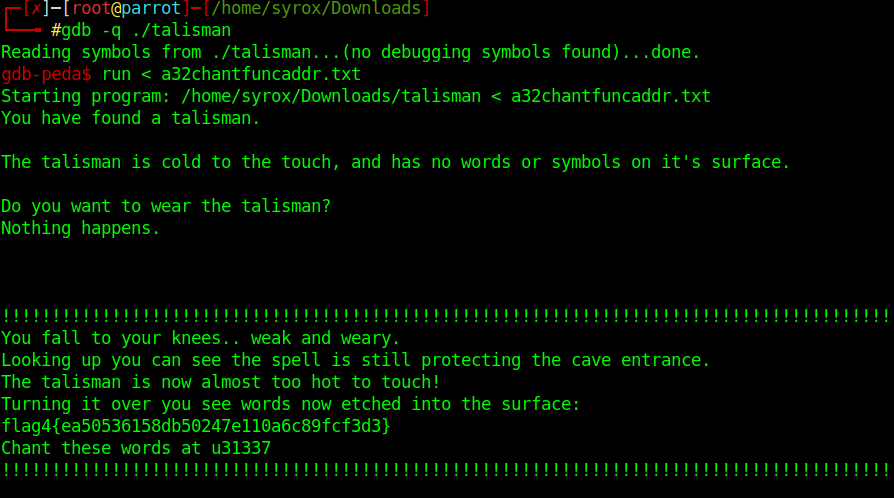 ┌─[✗]─[root@parrot]─[/home/syrox/Downloads]
└──╼ #gdb -q ./talisman
Reading symbols from ./talisman...(no debugging symbols found)...done.
gdb-peda$ run < a32chantfuncaddr.txt
Starting program: /home/syrox/Downloads/talisman < a32chantfuncaddr.txt
You have found a talisman.
The talisman is cold to the touch, and has no words or symbols on it's surface.
Do you want to wear the talisman?
Nothing happens.
!!!!!!!!!!!!!!!!!!!!!!!!!!!!!!!!!!!!!!!!!!!!!!!!!!!!!!!!!!!!!!!!!!!!!!!!!!!!!!!!!!!!!!!!!
You fall to your knees.. weak and weary.
Looking up you can see the spell is still protecting the cave entrance.
The talisman is now almost too hot to touch!
Turning it over you see words now etched into the surface:
flag4{ea50536158db50247e110a6c89fcf3d3}
Chant these words at u31337
!!!!!!!!!!!!!!!!!!!!!!!!!!!!!!!!!!!!!!!!!!!!!!!!!!!!!!!!!!!!!!!!!!!!!!!!!!!!!!!!!!!!!!!!!